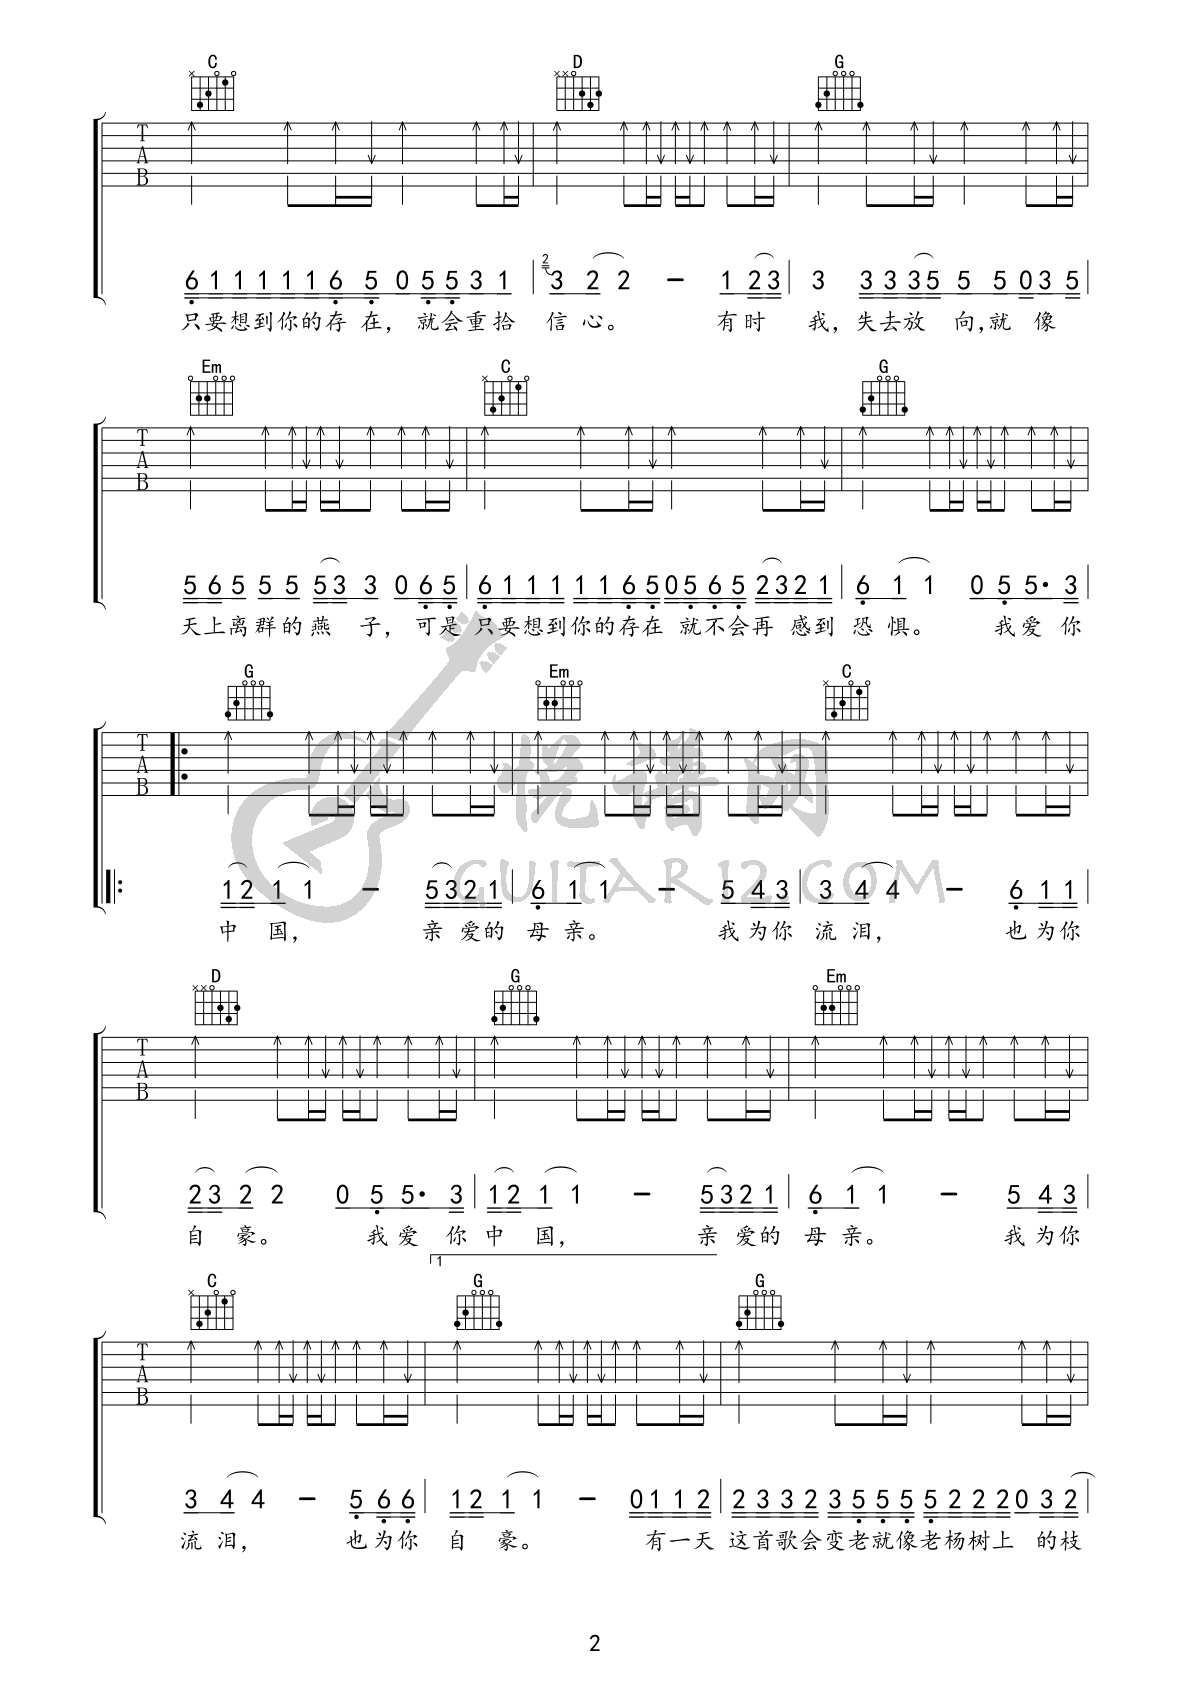 C D G
T A B
6 1 1 1 1 1 6 5 0 5 5 3 1 2 3 2 2 - 1 2 3 3 3 3 3 5 5 5 0 3 5
只要想到你的存在，就会重拾 信心。 有时 我，失去放 向，就 像
Em C G
T A B
5 6 5 5 5 5 3 3 0 6 5 6 1 1 1 1 1 6 5 0 5 6 5 2 3 2 1 6 1 1 0 5 5· 3
天上离群的燕 子，可是 只要想到你的存在 就不会再 感到 恐惧。 我爱你
G Em C
T A B
1 2 1 1 - 5 3 2 1 6 1 1 - 5 4 3 3 4 4 - 6 1 1
中 国， 亲 爱的 母亲。 我为你 流泪， 也为你
悦谱网
GUITAR12.COM
D G Em
T A B
2 3 2 2 0 5 5· 3 1 2 1 1 - 5 3 2 1 6 1 1 - 5 4 3
自 豪。 我爱 你 中 国， 亲 爱的 母亲。 我为你
1
C G G
T A B
3 4 4 - 5 6 6 1 2 1 1 - 0 1 1 2 2 3 3 2 3 5 5 5 5 2 2 2 0 3 2
流泪， 也为你 自 豪。 有一天 这首歌会变老就像老杨树上 的枝
2